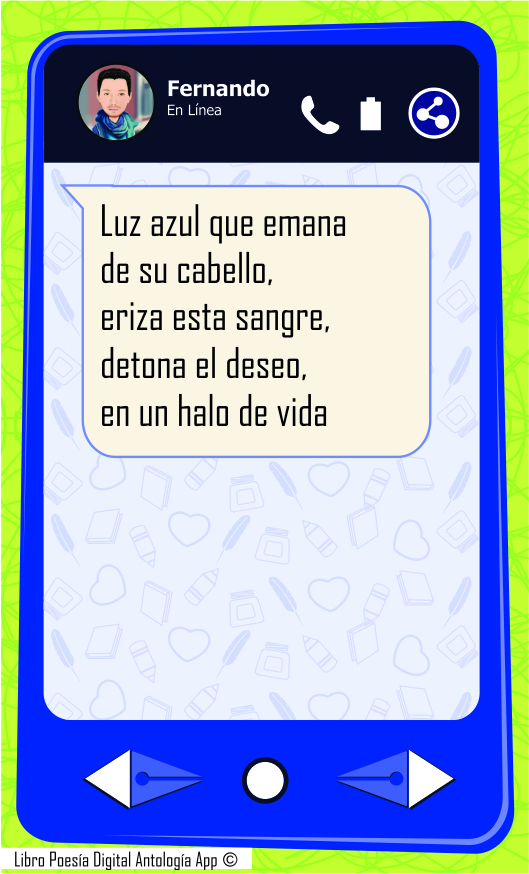 Fernando
En Línea
Luz azul que emana
de su cabello,
eriza esta sangre,
detona el deseo,
en un halo de vida
Libro Poesía Digital Antología App ©